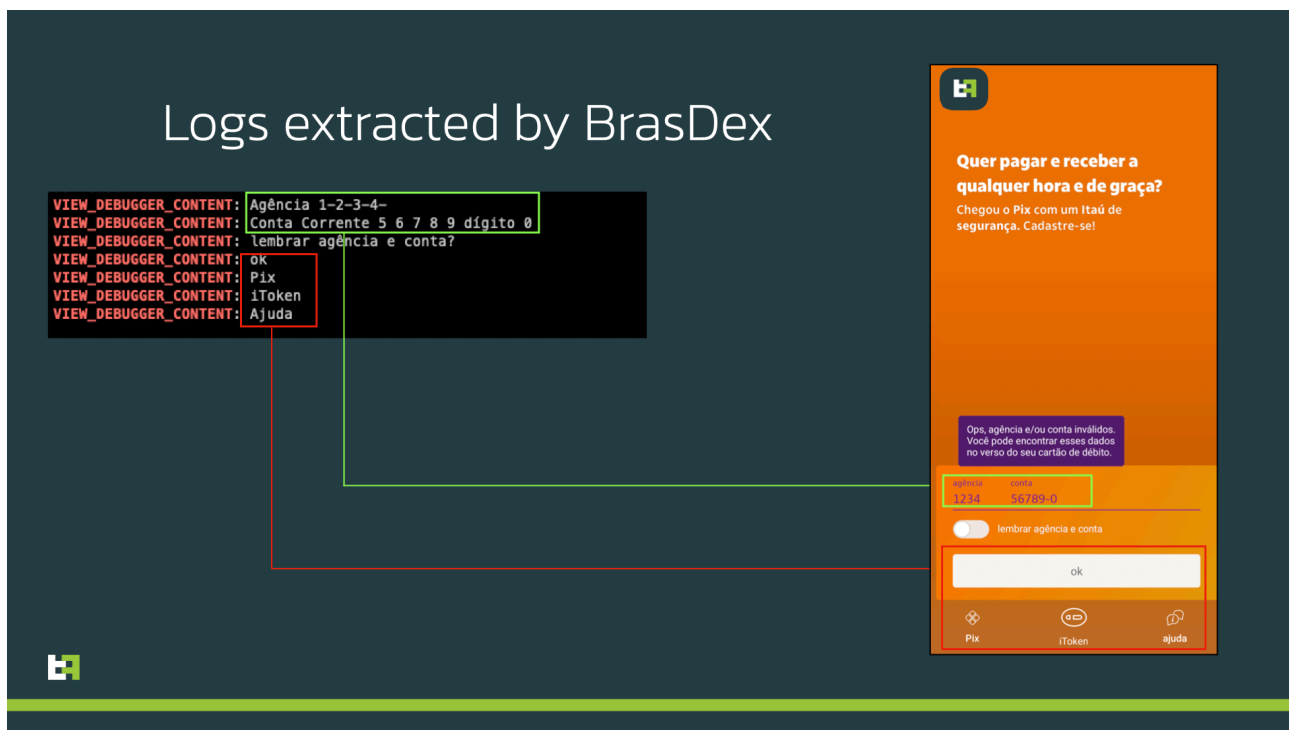 Logs extracted by BrasDex
VIEW_DEBUGGER_CONTENT: Agência 1-2-3-4-
VIEW_DEBUGGER_CONTENT: Conta Corrente 5 6 7 8 9 dígito 0
VIEW_DEBUGGER_CONTENT: lembrar agência e conta?
VIEW_DEBUGGER_CONTENT: ok
VIEW_DEBUGGER_CONTENT: Pix
VIEW_DEBUGGER_CONTENT: iToken
VIEW_DEBUGGER_CONTENT: Ajuda
Quer pagar e receber a
qualquer hora e de graça?
Chegou o Pix com um Itaú de
segurança. Cadastre-se!
Ops, agência e/ou conta inválidos.
Você pode encontrar esses dados
no verso do seu cartão de débito.
agência conta
1234 56789-0
lembrar agência e conta
ok
Pix iToken ajuda